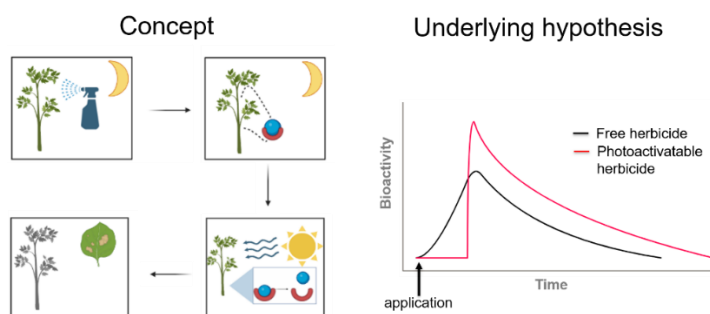 Concept
Underlying hypothesis
Free herbicide
Photoactivatable
herbicide
Bioactivity
Time
application